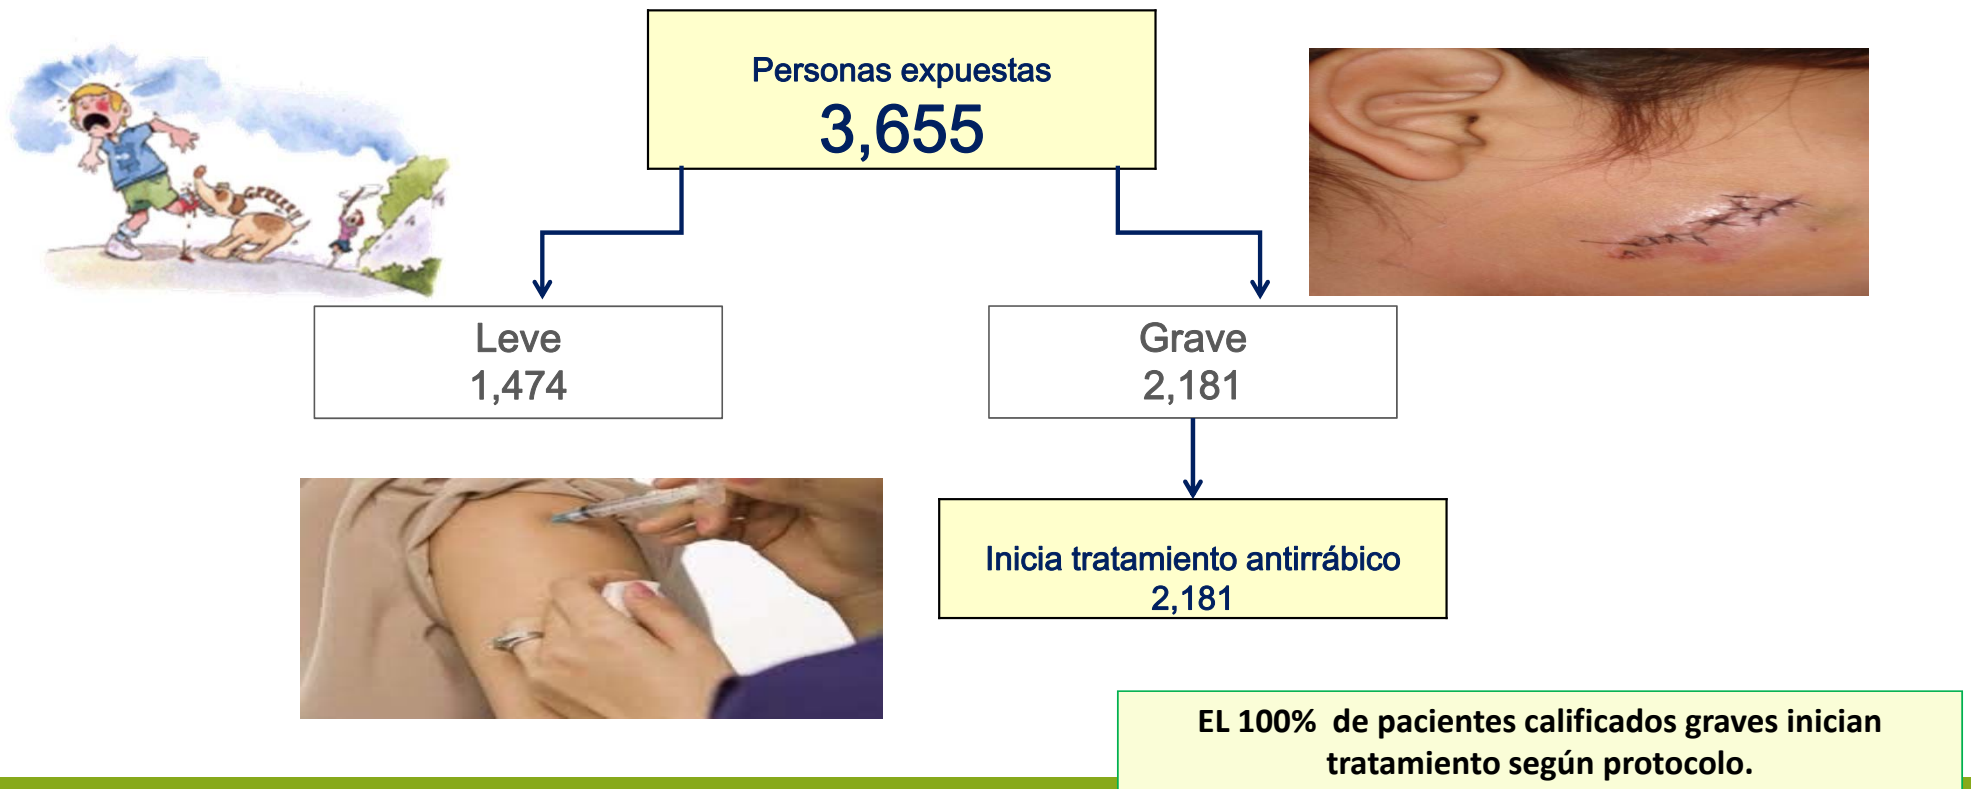 Personas expuestas
3,655
Leve
1,474
Grave
2,181
Inicia tratamiento antirrábico
2,181
EL 100% de pacientes calificados graves inician
tratamiento según protocolo.